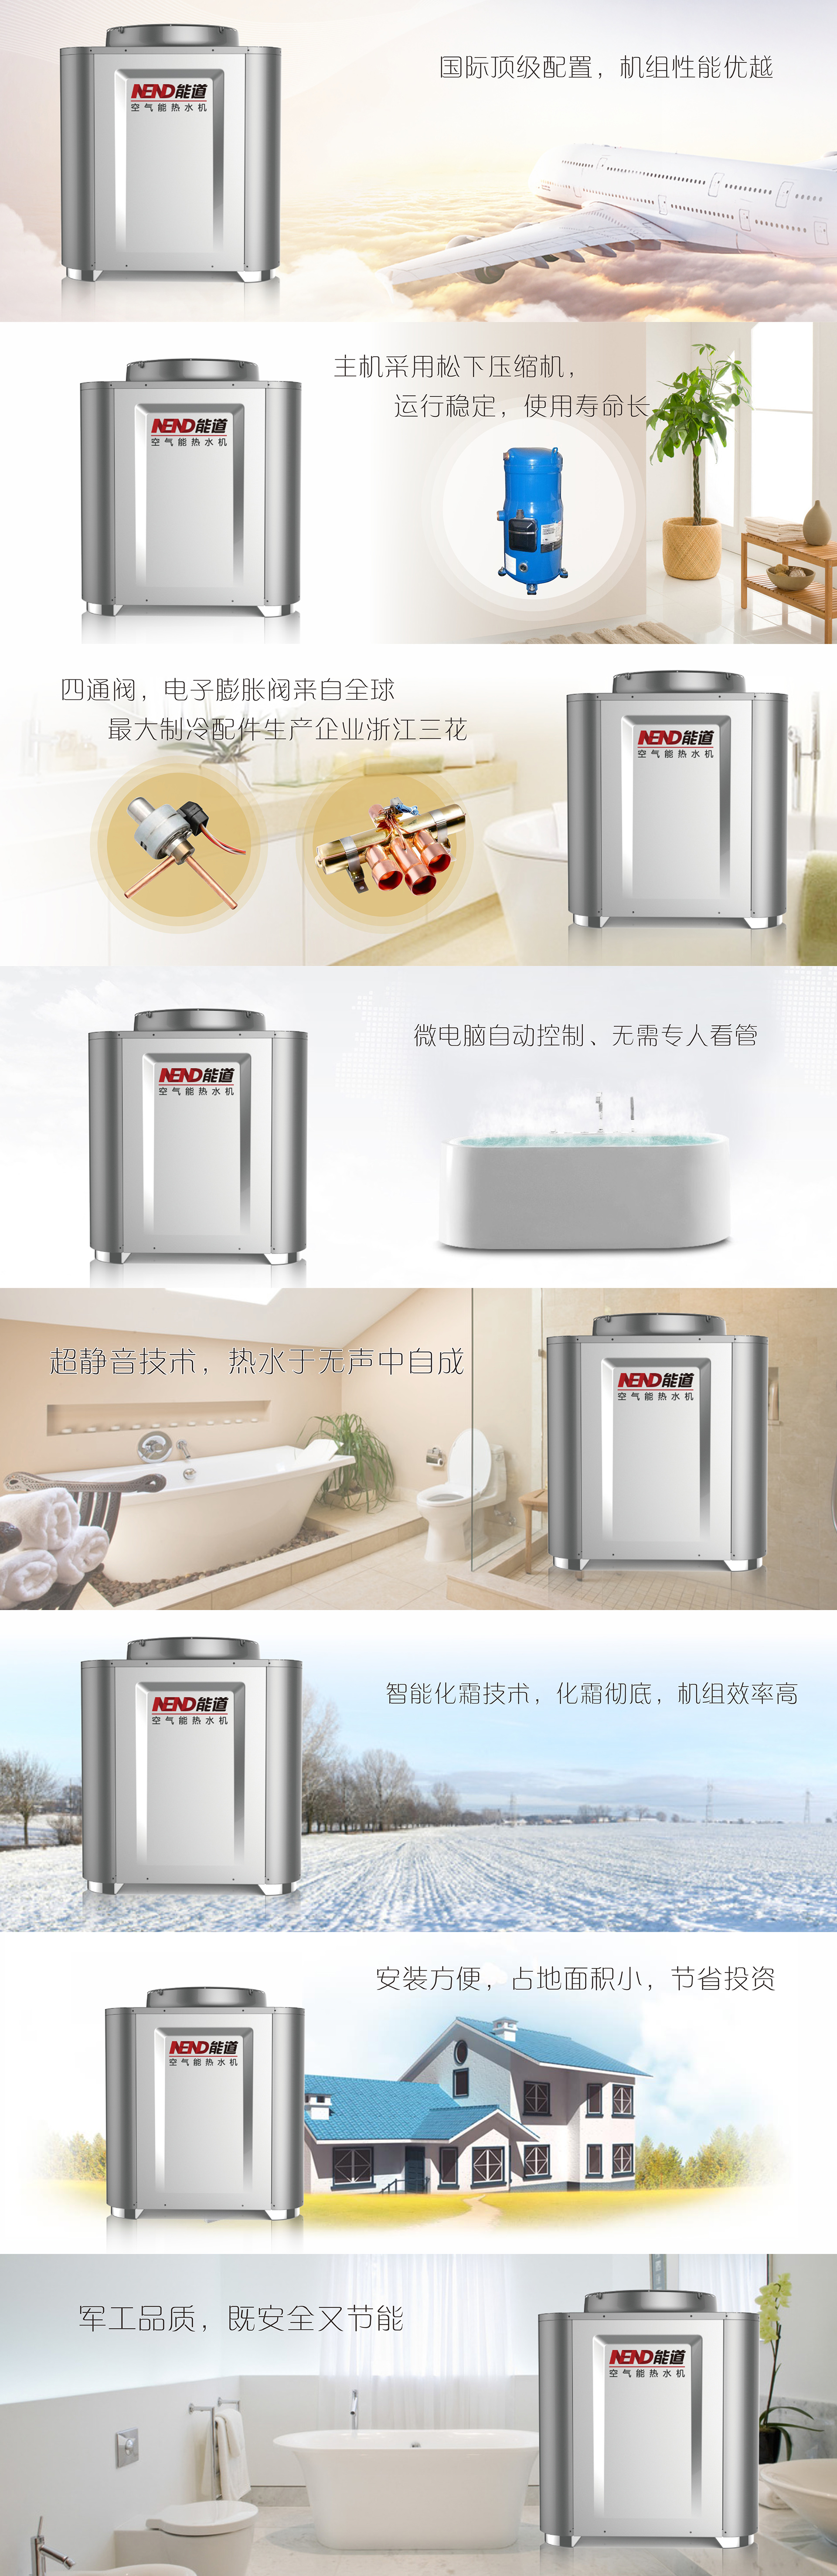 NEND能道
空气能热水机
国际顶级配置，机组性能优越
主机采用松下压缩机，
运行稳定，使用寿命长
NEND能道
空气能热水机
四通阀，电子膨胀阀来自全球
最大制冷配件生产企业浙江三花
NEND能道
空气能热水机
微电脑自动控制、无需专人看管
NEND能道
空气能热水机
超静音技术，热水于无声中自成
NEND能道
空气能热水机
智能化霜技术，化霜彻底，机组效率高
NEND能道
空气能热水机
安装方便，占地面积小，节省投资
NEND能道
空气能热水机
军工品质，既安全又节能
NEND能道
空气能热水机